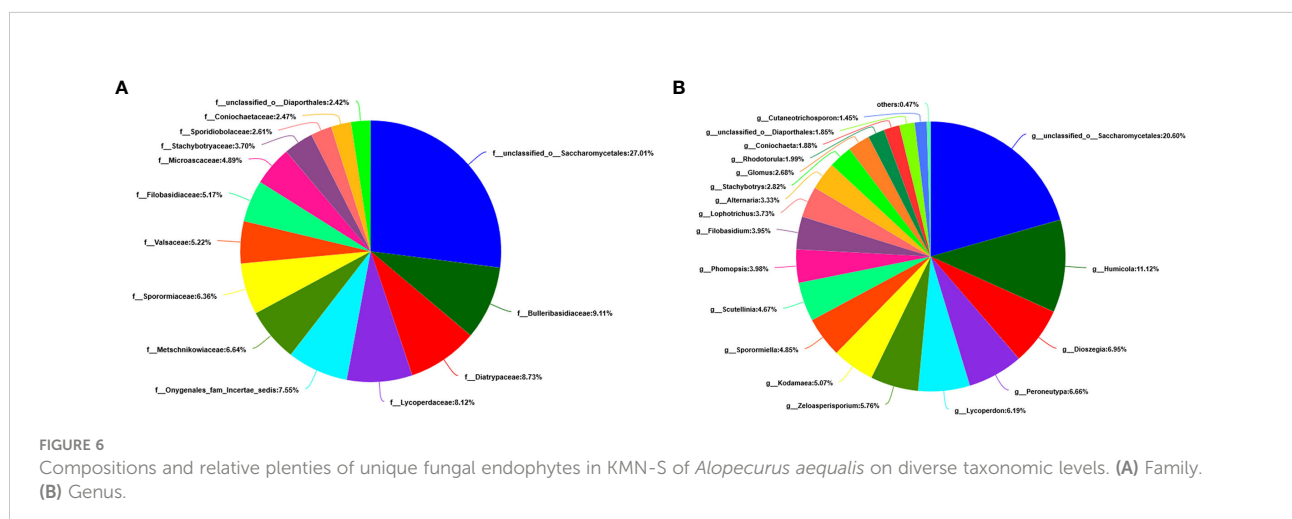 A
f__unclassified_o__Diaporthales:2.42%
f__Coniochaetaceae:2.47%
f__Sporidiobolaceae:2.61%
f__Stachybotryaceae:3.70%
f__Microascaceae:4.89%
f__Filobasidiaceae:5.17%
f__Valsaceae:5.22%
f__Sporormiaceae:6.36%
f__Metschnikowiaceae:6.64%
f__Onygenales_fam_Incertae_sedis:7.55%
f__Lycoperdaceae:8.12%
f__Diatrypaceae:8.73%
f__Bulleribasidiaceae:9.11%
f__unclassified_o__Saccharomycetales:27.01%
B
others:0.47%
g__Cutaneotrichosporon:1.45%
g__unclassified_o__Diaporthales:1.85%
g__Coniochaeta:1.88%
g__Rhodotorula:1.99%
g__Glomus:2.68%
g__Stachybotrys:2.82%
g__Alternaria:3.33%
g__Lophotrichus:3.73%
g__Filobasidium:3.95%
g__Phomopsis:3.98%
g__Scutellinia:4.67%
g__Sporormiella:4.85%
g__Kodamaea:5.07%
g__Zeloasperisporium:5.76%
g__Lycoperdon:6.19%
g__Peroneutypa:6.66%
g__Dioszegia:6.95%
g__Humicola:11.12%
g__unclassified_o__Saccharomycetales:20.60%
FIGURE 6
Compositions and relative plenties of unique fungal endophytes in KMN-S of Alopecurus aequalis on diverse taxonomic levels. (A) Family.
(B) Genus.